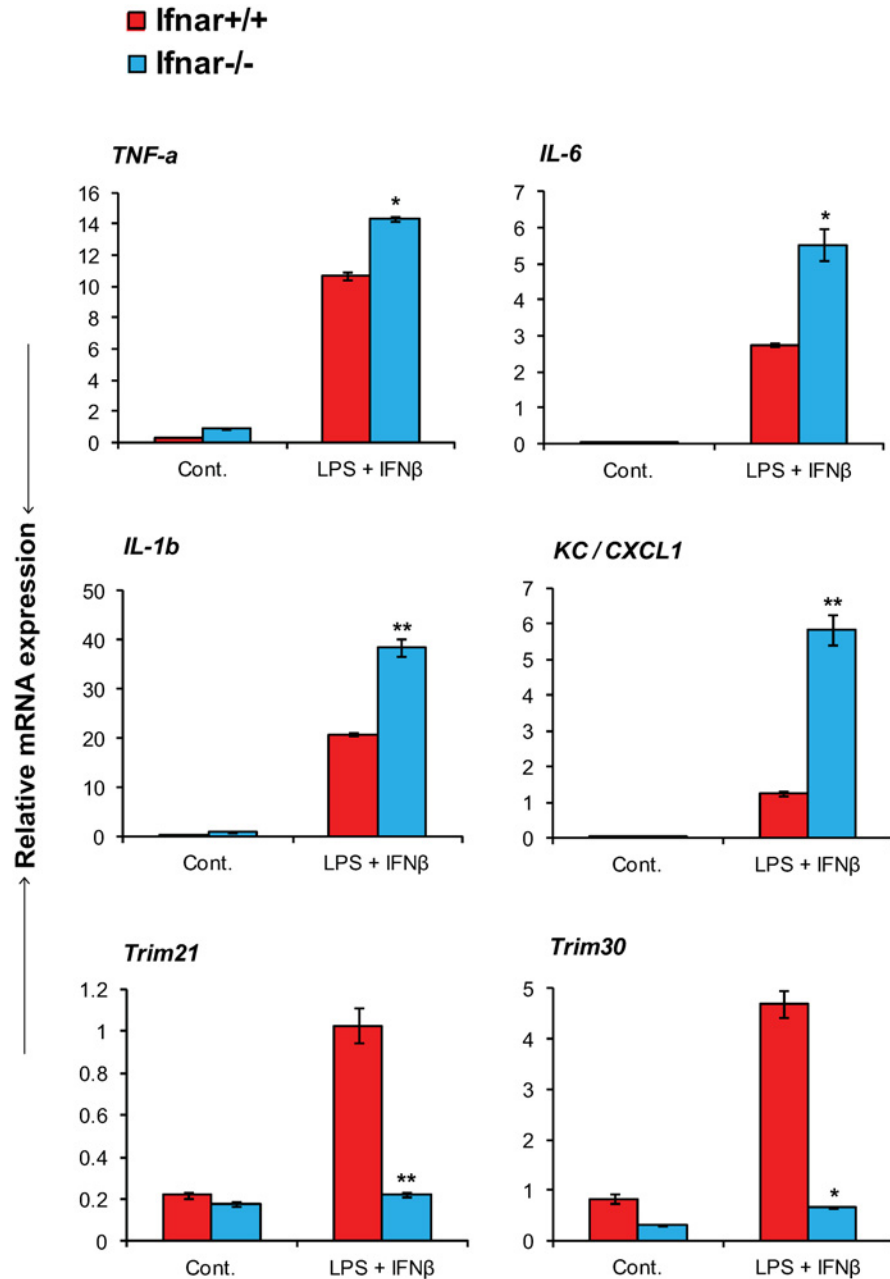 Ifnar+/+
Ifnar-/-
Relative mRNA expression
TNF-a
16
14
12
10
8
6
4
2
0
*
Cont.
LPS + IFNβ
IL-6
7
6
5
4
3
2
1
0
*
Cont.
LPS + IFNβ
IL-1b
50
40
30
20
10
0
**
Cont.
LPS + IFNβ
KC / CXCL1
7
6
5
4
3
2
1
0
**
Cont.
LPS + IFNβ
Trim21
1.2
1
0.8
0.6
0.4
0.2
0
**
Cont.
LPS + IFNβ
Trim30
5
4
3
2
1
0
*
Cont.
LPS + IFNβ